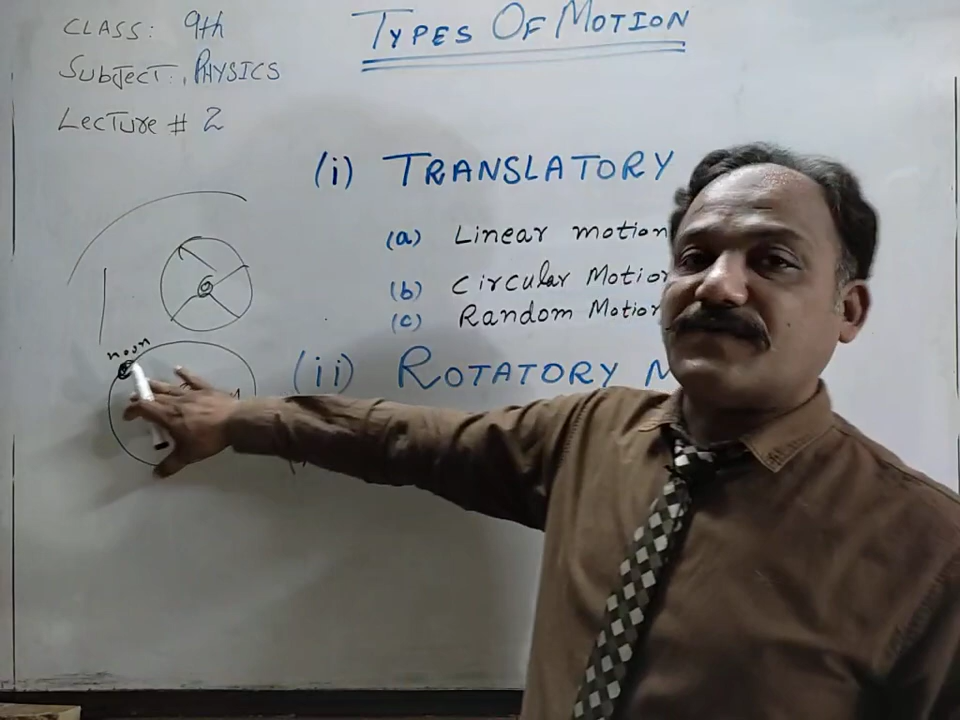 CLASS: 9th
Subject: PHYSICS
Lecture # 2
TYPES OF MOTION
(i) TRANSLATORY
(a) Linear motion
(b) Circular Motion
(c) Random Motion
moon
(ii) ROTATORY M